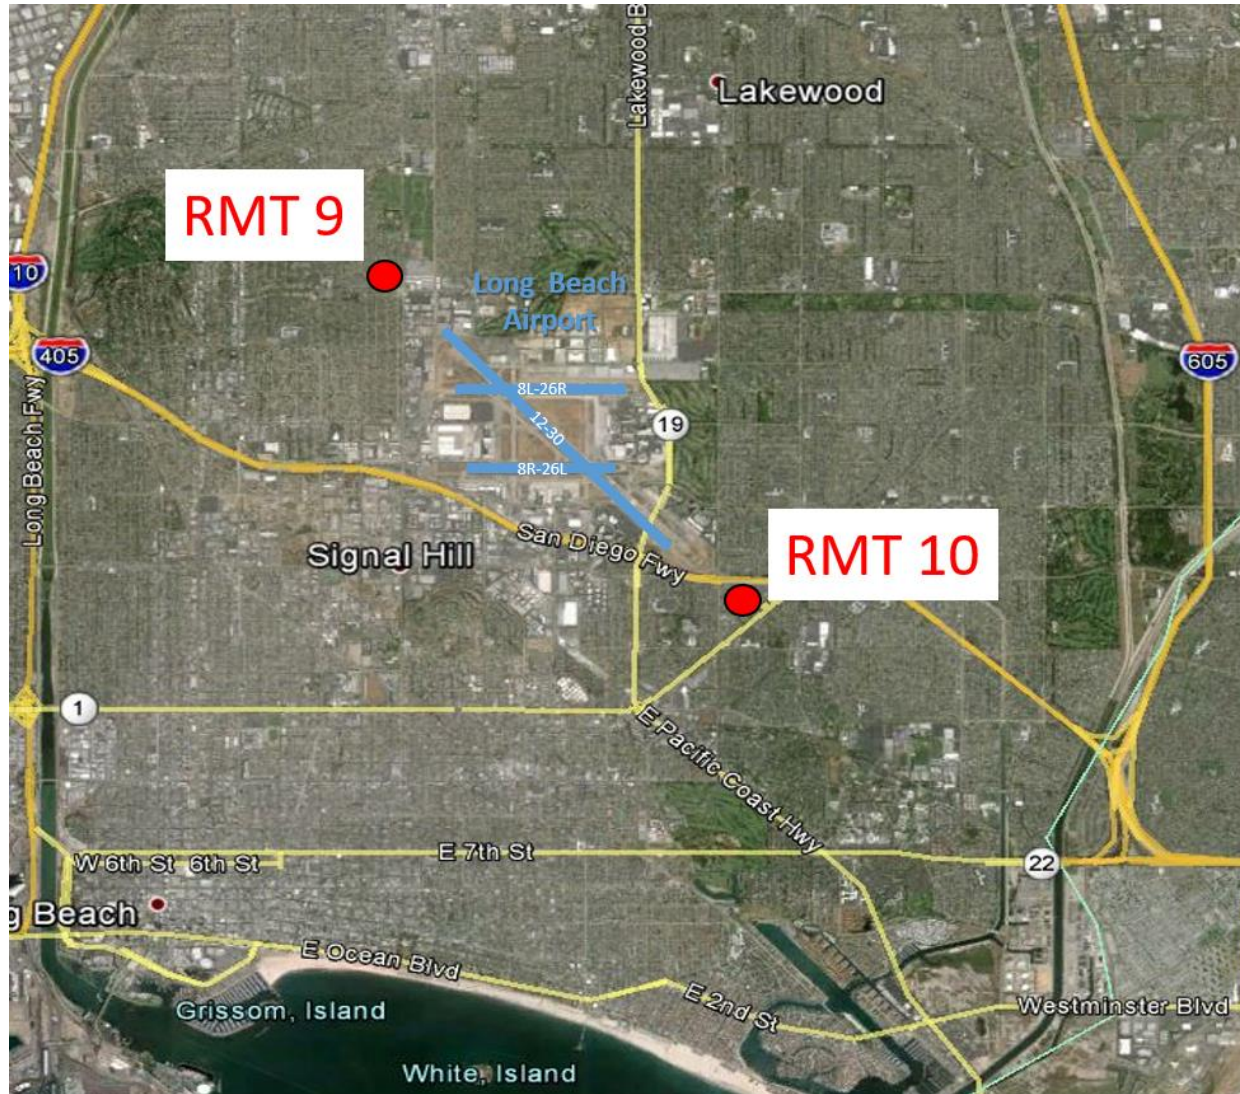 Lakewood B
Lakewood
RMT 9
10
Long Beach
Airport
405
605
8L-26R
19
12-30
8R-26L
Long Beach Fwy
San Diego Fwy
Signal Hill
RMT 10
1
E Pacific Coast Hwy
E 7th St
W 6th St 6th St
22
g Beach
E Ocean Blvd
E 2nd St
Westminster Blvd
Grissom, Island
White, Island